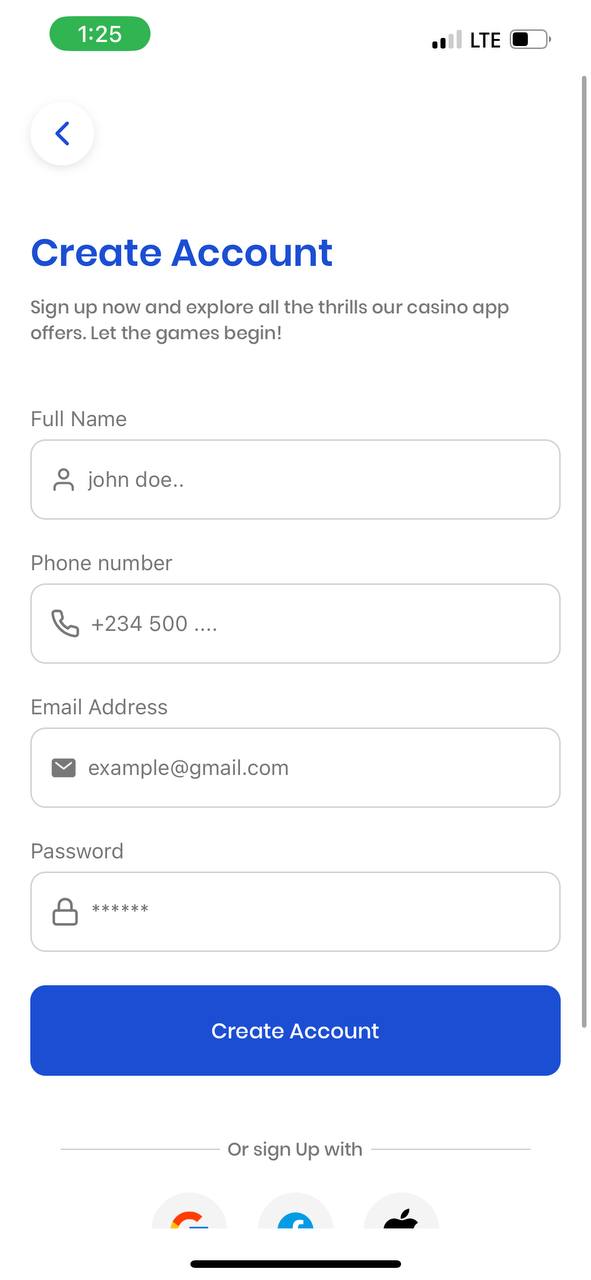 1:25
LTE
Create Account
Sign up now and explore all the thrills our casino app
offers. Let the games begin!
Full Name
john doe..
Phone number
+234 500 ....
Email Address
example@gmail.com
Password
******
Create Account
Or sign Up with